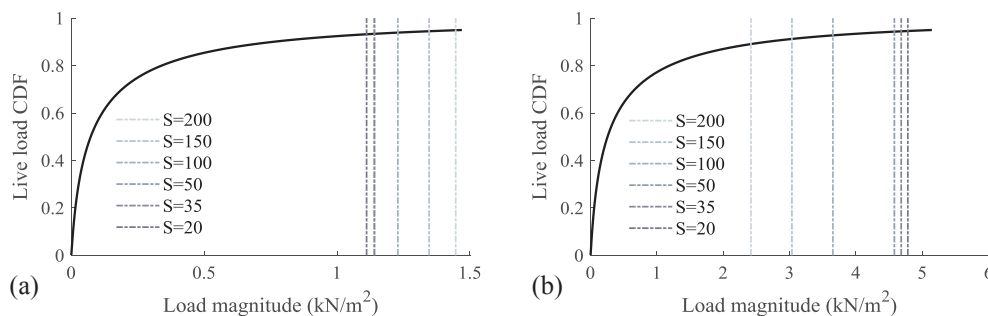 1
0.8
0.6
0.4
0.2
0
Live load CDF
S=200
S=150
S=100
S=50
S=35
S=20
0
0.5
1
1.5
Load magnitude (kN/m²)
(a)
1
0.8
0.6
0.4
0.2
0
Live load CDF
S=200
S=150
S=100
S=50
S=35
S=20
0
1
2
3
4
5
6
Load magnitude (kN/m²)
(b)